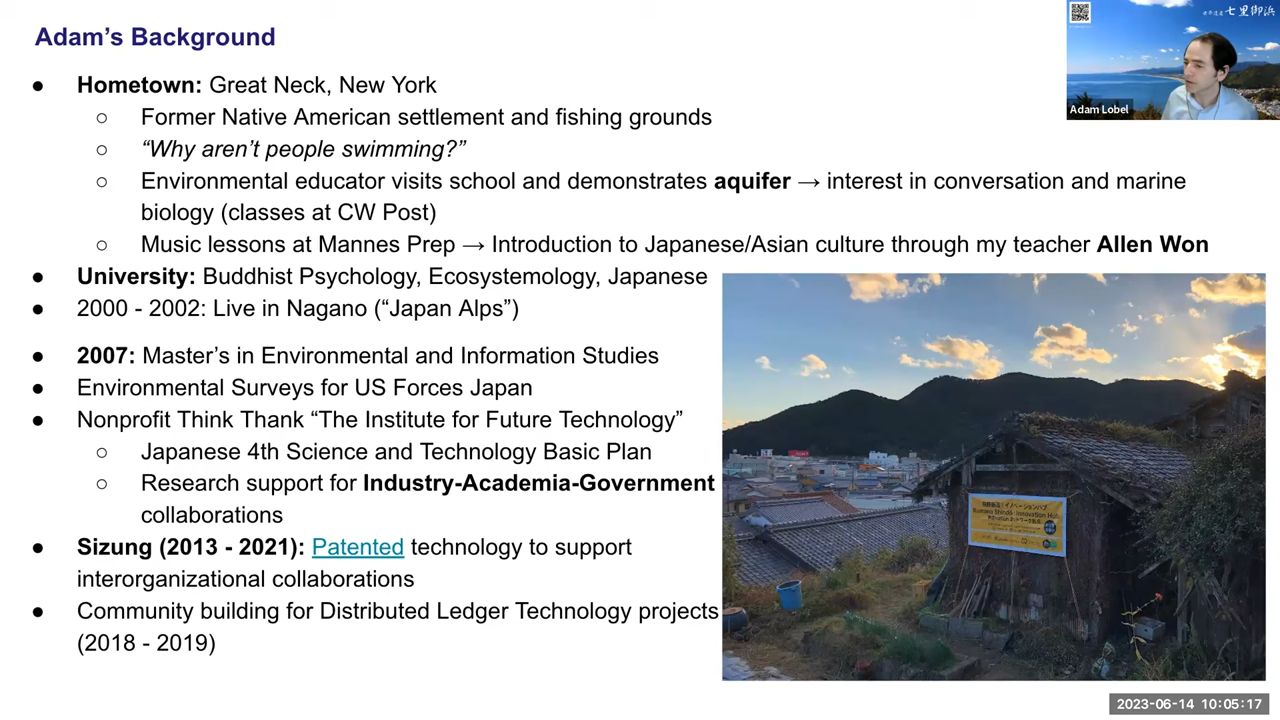 Adam's Background
● Hometown: Great Neck, New York
○ Former Native American settlement and fishing grounds
○ “Why aren’t people swimming?”
○ Environmental educator visits school and demonstrates aquifer → interest in conversation and marine
biology (classes at CW Post)
○ Music lessons at Mannes Prep → Introduction to Japanese/Asian culture through my teacher Allen Won
● University: Buddhist Psychology, Ecosystemology, Japanese
● 2000 - 2002: Live in Nagano (“Japan Alps”)
● 2007: Master’s in Environmental and Information Studies
● Environmental Surveys for US Forces Japan
● Nonprofit Think Thank “The Institute for Future Technology”
○ Japanese 4th Science and Technology Basic Plan
○ Research support for Industry-Academia-Government
collaborations
● Sizung (2013 - 2021): Patented technology to support
interorganizational collaborations
● Community building for Distributed Ledger Technology projects
(2018 - 2019)
七里御浜
Adam Lobel
Kumano Shindo Innovation Hub
2023-06-14 10:05:17